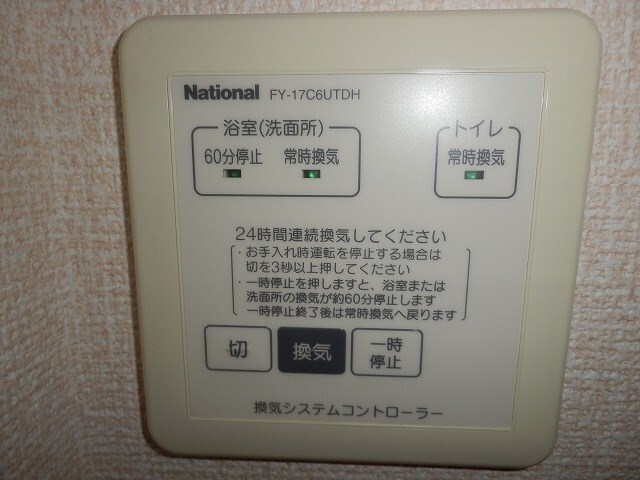 National FY-17C6UTDH
浴室(洗面所) トイレ
60分停止 常時換気 常時換気
24時間連続換気してください
・お手入れ時運転を停止する場合は
切を3秒以上押してください
・一時停止を押しますと、浴室または
洗面所の換気が約60分停止します
一時停止終了後は常時換気へ戻ります
切 換気 一時
停止
換気システムコントローラー